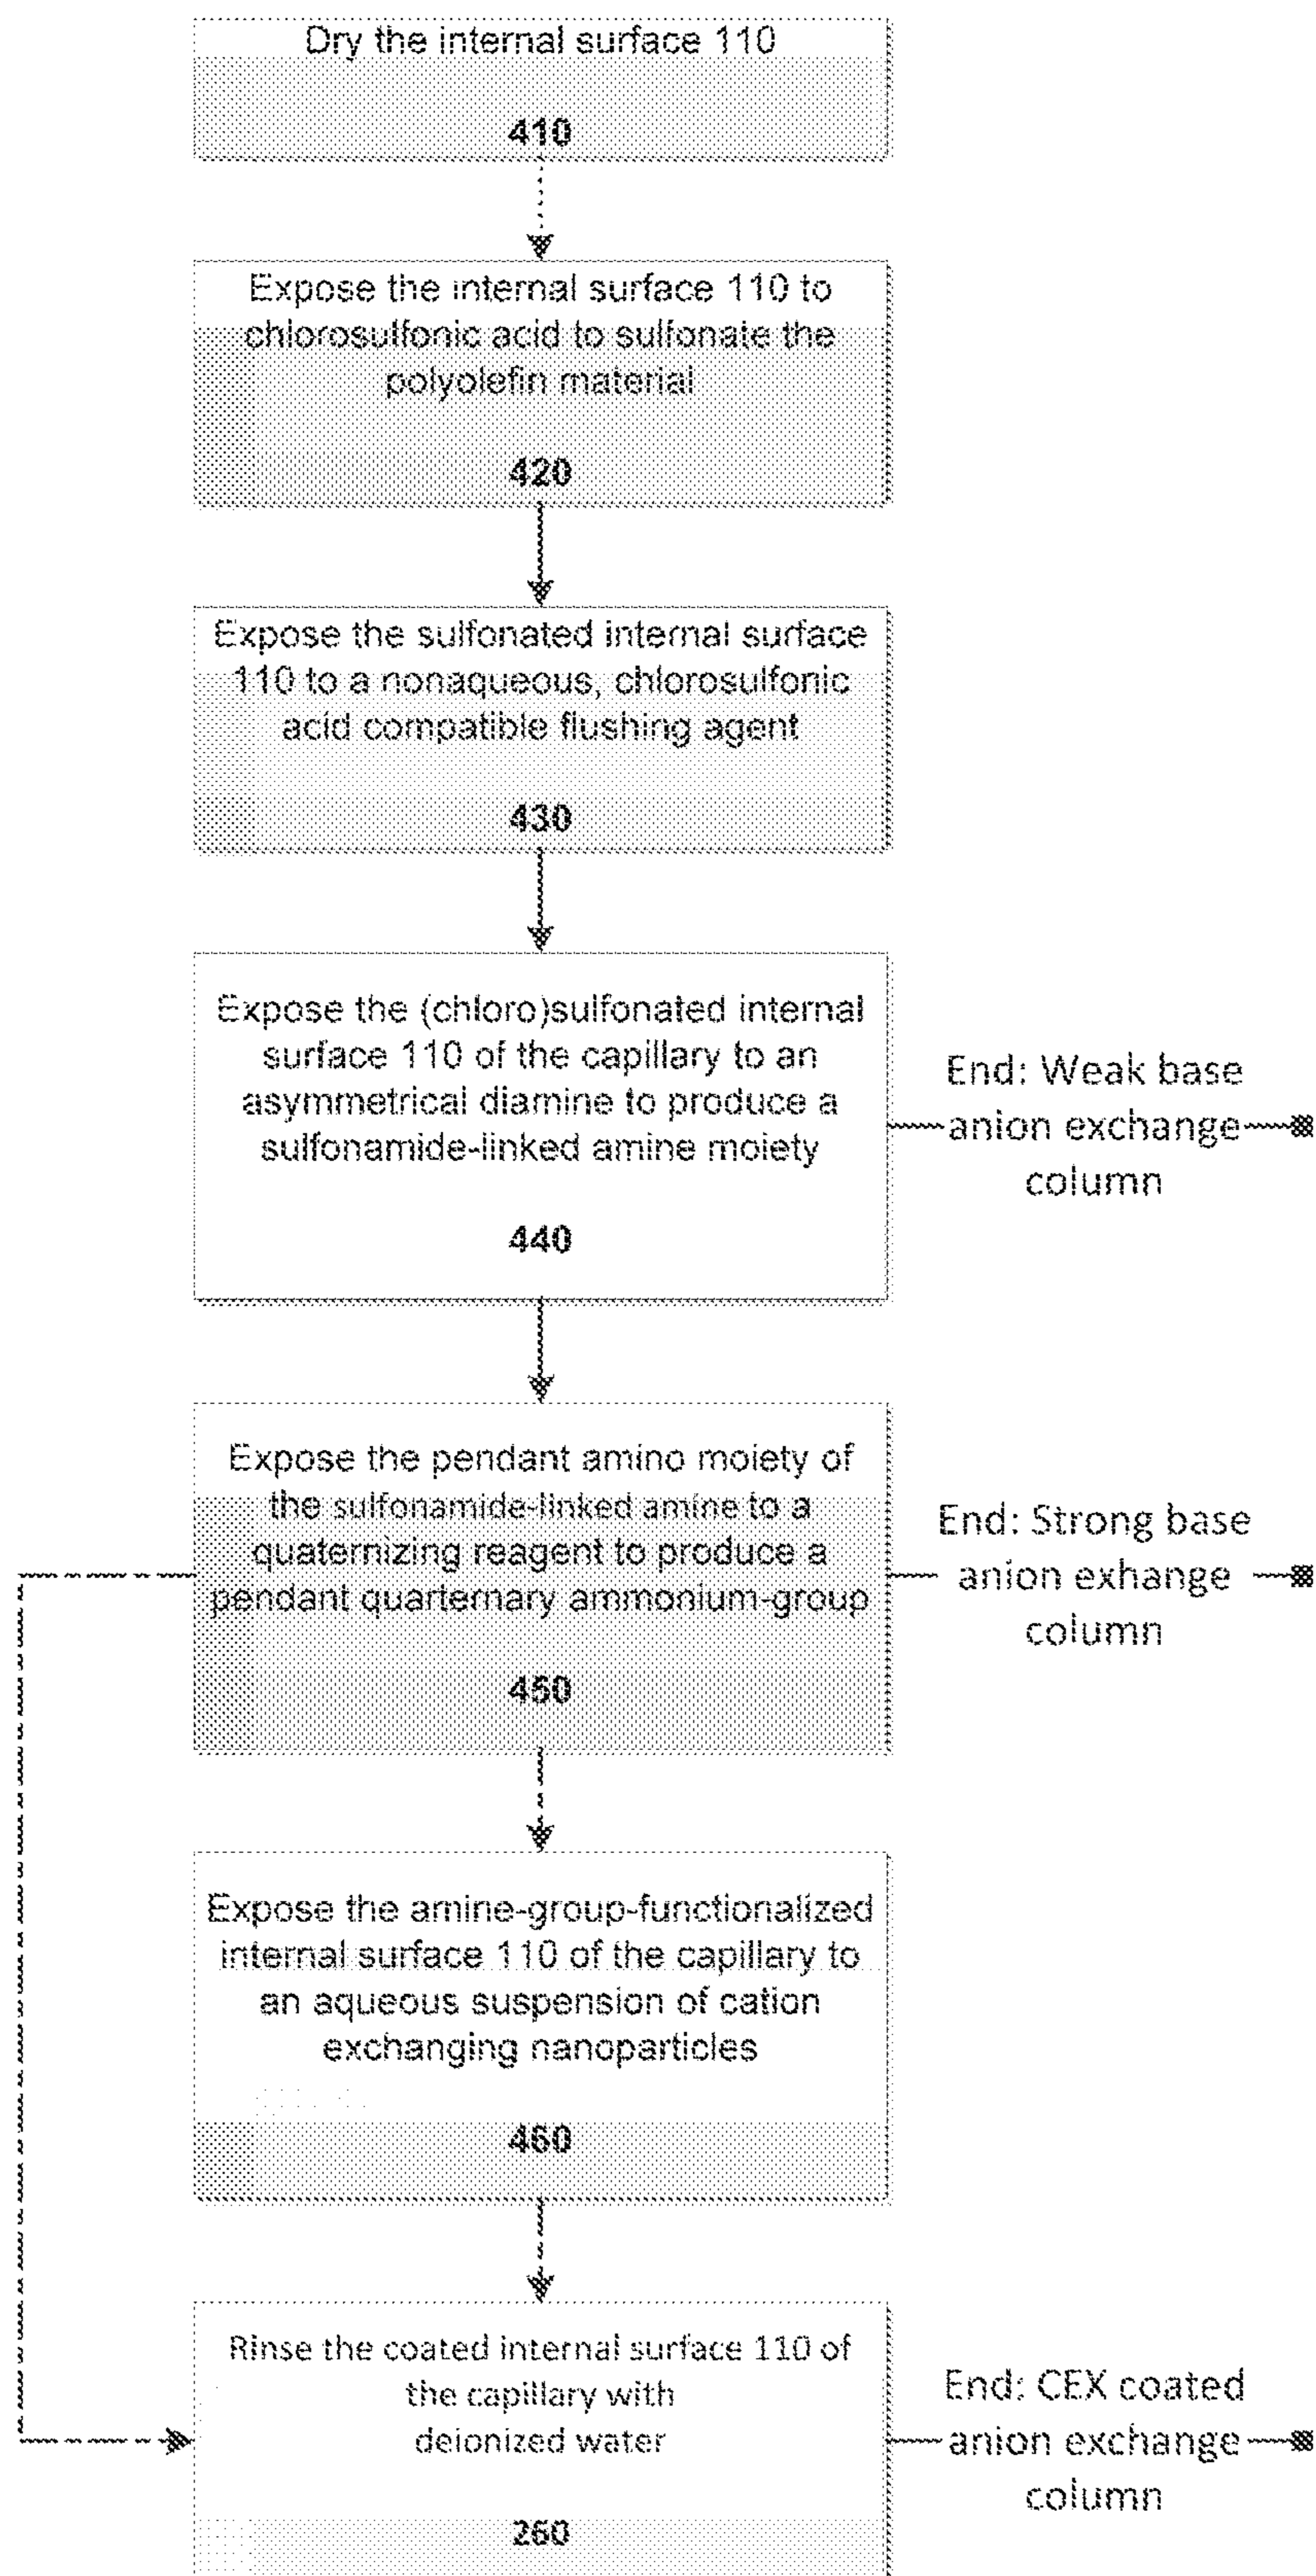 Dry the internal surface 110
410
Expose the internal surface 110 to
chlorosulfonic acid to sulfonate the
polyolefin material
420
Expose the sulfonated internal surface
110 to a nonaqueous, chlorosulfonic
acid compatible flushing agent
430
Expose the (chloro)sulfonated internal
surface 110 of the capillary to an
asymmetrical diamine to produce a
sulfonamide-linked amine moiety
440
End: Weak base
anion exchange
column
Expose the pendant amino moiety of
the sulfonamide-linked amine to a
quaternizing reagent to produce a
pendant quarternary ammonium-group
450
End: Strong base
anion exhange
column
Expose the amine-group-functionalized
internal surface 110 of the capillary to
an aqueous suspension of cation
exchanging nanoparticles
460
Rinse the coated internal surface 110 of
the capillary with
deionized water
260
End: CEX coated
anion exchange
column